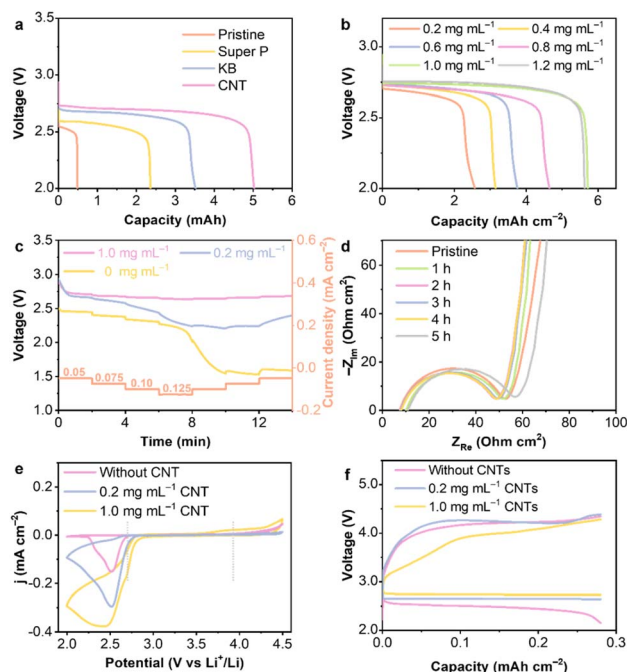 a
Pristine
Super P
KB
CNT
Voltage (V)
3.5
3.0
2.5
2.0
0 1 2 3 4 5 6
Capacity (mAh)
b
0.2 mg mL⁻¹ 0.4 mg mL⁻¹
0.6 mg mL⁻¹ 0.8 mg mL⁻¹
1.0 mg mL⁻¹ 1.2 mg mL⁻¹
Voltage (V)
3.0
2.5
2.0
0 2 4 6
Capacity (mAh cm⁻²)
c
1.0 mg mL⁻¹ 0.2 mg mL⁻¹
0 mg mL⁻¹
Voltage (V)
3.5
3.0
2.5
2.0
1.5
1.0
0.05
0.075
0.10
0.125
0.6
0.4
0.2
0.0
-0.2
Current density (mA cm⁻²)
0 4 8 12
Time (min)
d
Pristine
1 h
2 h
3 h
4 h
5 h
–Z_Im (Ohm cm²)
60
40
20
0
0 20 40 60 80 100
Z_Re (Ohm cm²)
e
Without CNT
0.2 mg mL⁻¹ CNT
1.0 mg mL⁻¹ CNT
j (mA cm⁻²)
0.2
0.0
-0.2
-0.4
2.0 2.5 3.0 3.5 4.0 4.5
Potential (V vs Li⁺/Li)
f
Without CNTs
0.2 mg mL⁻¹ CNTs
1.0 mg mL⁻¹ CNTs
Voltage (V)
6
5
4
3
2
0.0 0.1 0.2 0.3
Capacity (mAh cm⁻²)